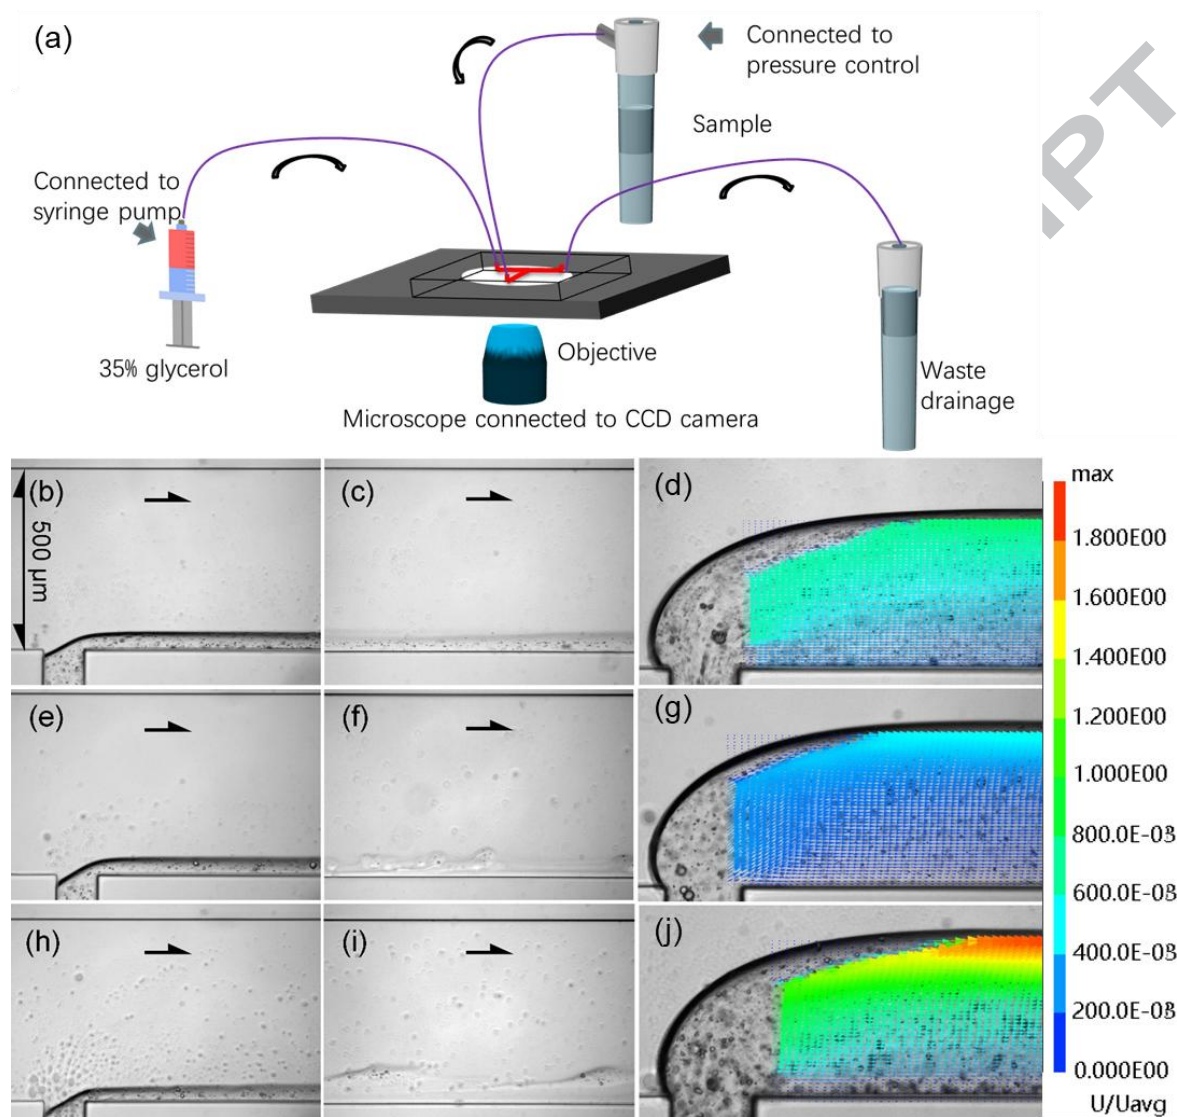 (a)
Connected to
pressure control
Sample
Connected to
syringe pump
35% glycerol
Objective
Microscope connected to CCD camera
Waste
drainage
(b)
500 μm
(c)
(d)
(e)
(f)
(g)
(h)
(i)
(j)
max
1.800E00
1.600E00
1.400E00
1.200E00
1.000E00
800.0E-03
600.0E-03
400.0E-03
200.0E-03
0.000E00
U/Uavg